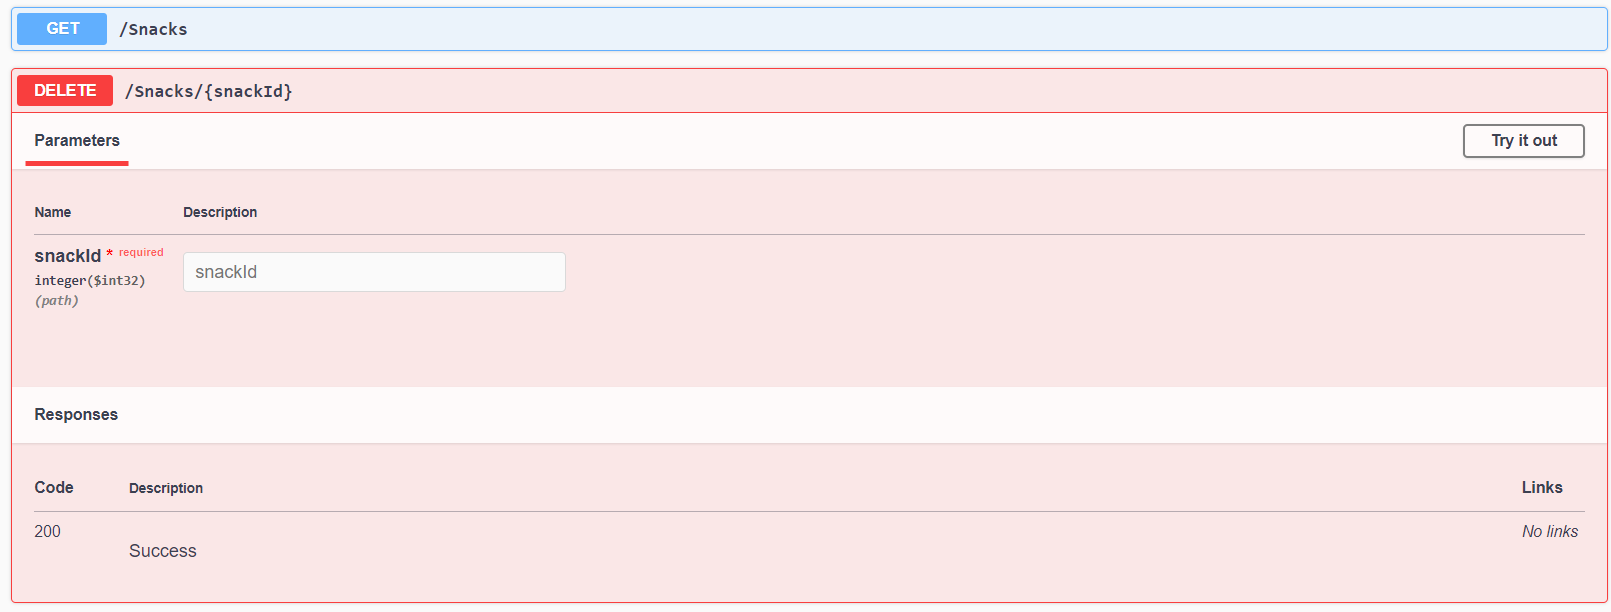 GET /Snacks
DELETE /Snacks/{snackId}
Parameters Try it out
Name Description
snackId * required snackId
integer($int32)
(path)
Responses
Code Description Links
200 No links
Success